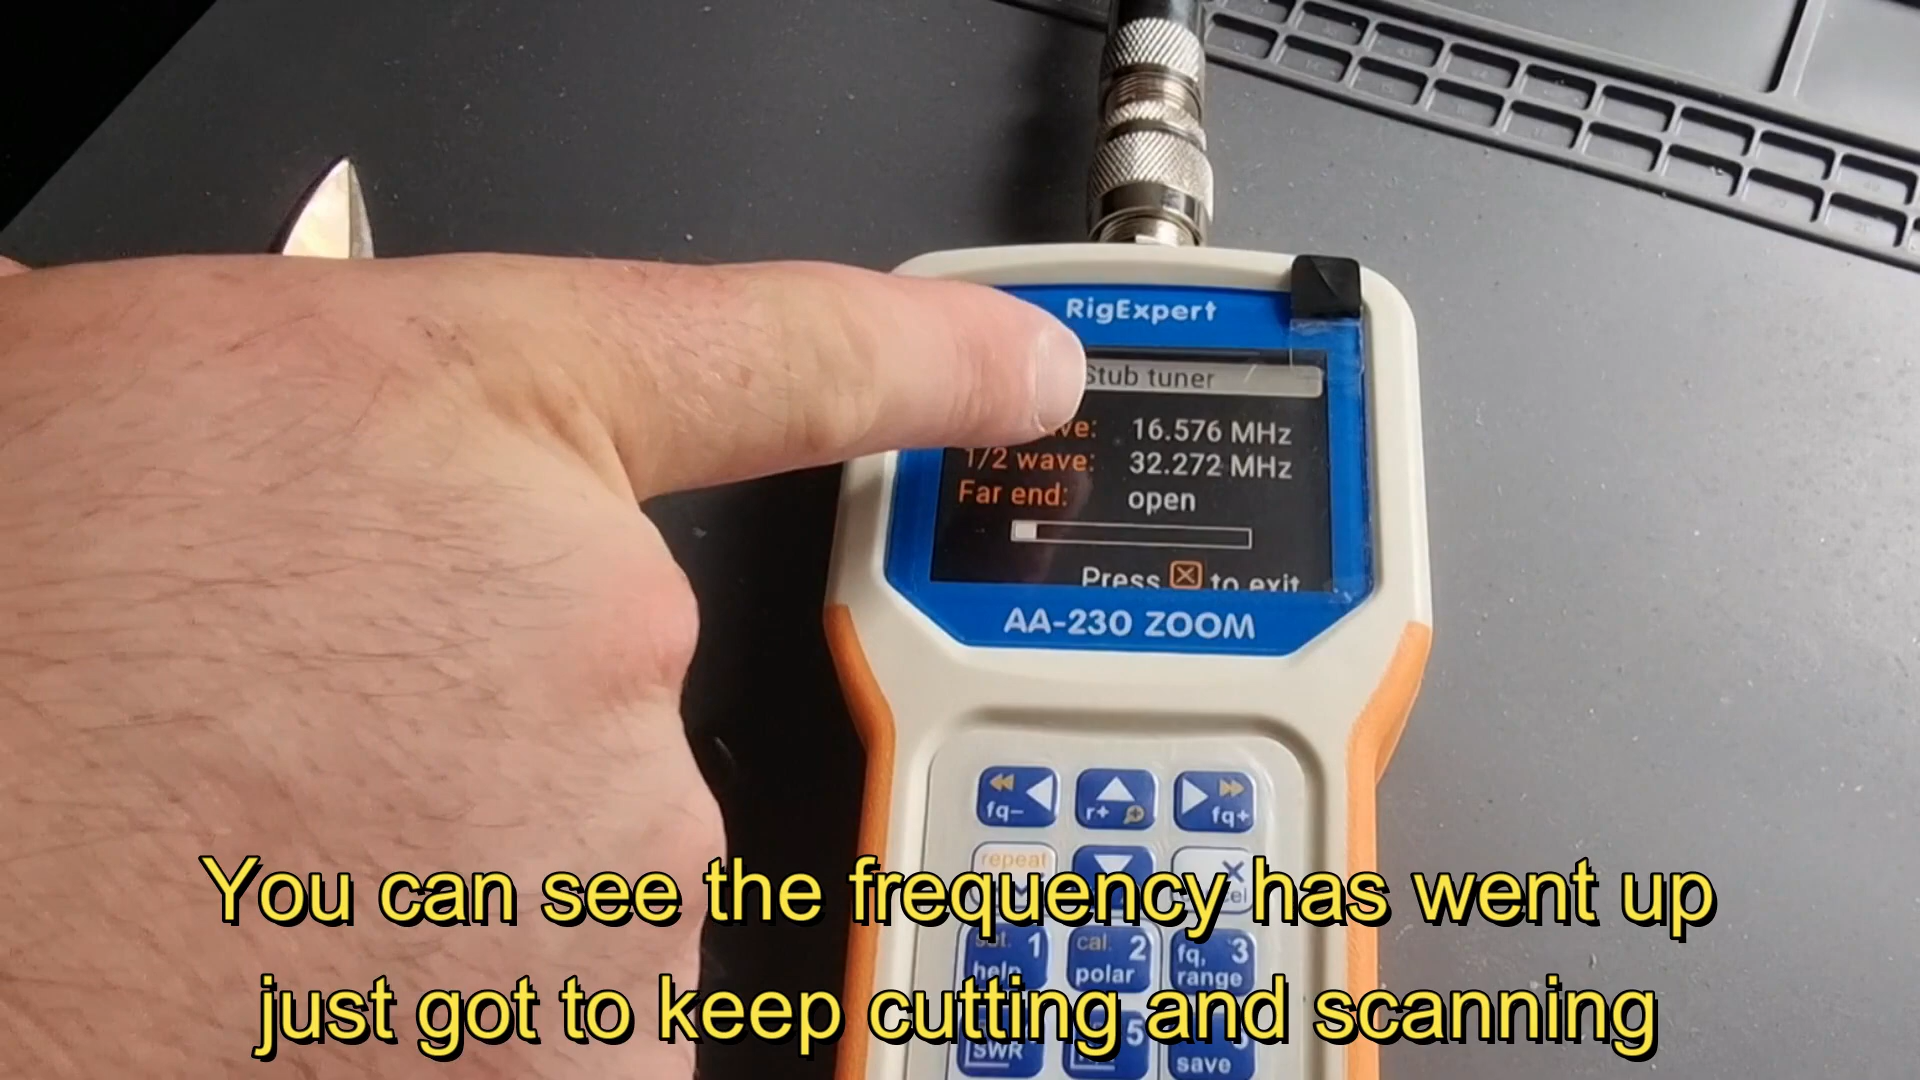 RigExpert
Stub tuner
16.576 MHz
1/2 wave: 32.272 MHz
Far end: open
Press to exit
AA-230 ZOOM
fq-
r+
fq+
repeat
1
help
cal. 2
polar
fq, 3
range
SWR
5
save
You can see the frequency has went up
just got to keep cutting and scanning